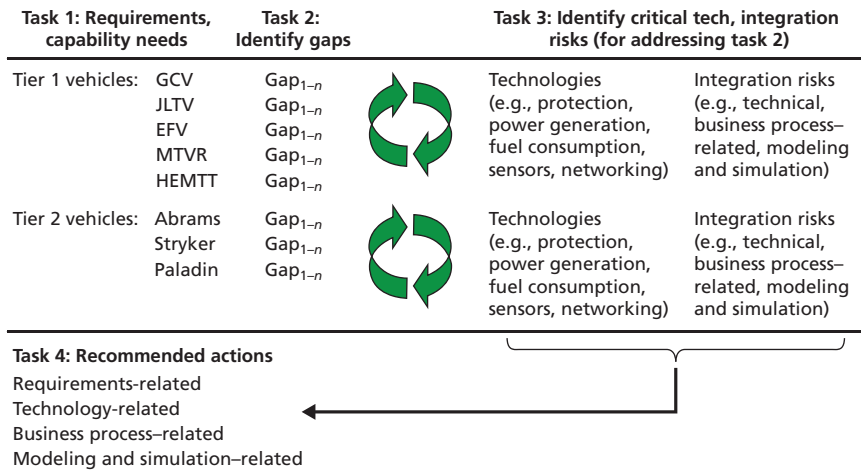 Task 1: Requirements,
capability needs
Task 2:
Identify gaps
Task 3: Identify critical tech, integration
risks (for addressing task 2)
Tier 1 vehicles: GCV Gap1–n
JLTV Gap1–n
EFV Gap1–n
MTVR Gap1–n
HEMTT Gap1–n
Technologies
(e.g., protection,
power generation,
fuel consumption,
sensors, networking)
Integration risks
(e.g., technical,
business process–
related, modeling
and simulation)
Tier 2 vehicles: Abrams Gap1–n
Stryker Gap1–n
Paladin Gap1–n
Technologies
(e.g., protection,
power generation,
fuel consumption,
sensors, networking)
Integration risks
(e.g., technical,
business process–
related, modeling
and simulation)
Task 4: Recommended actions
Requirements-related
Technology-related
Business process–related
Modeling and simulation–related